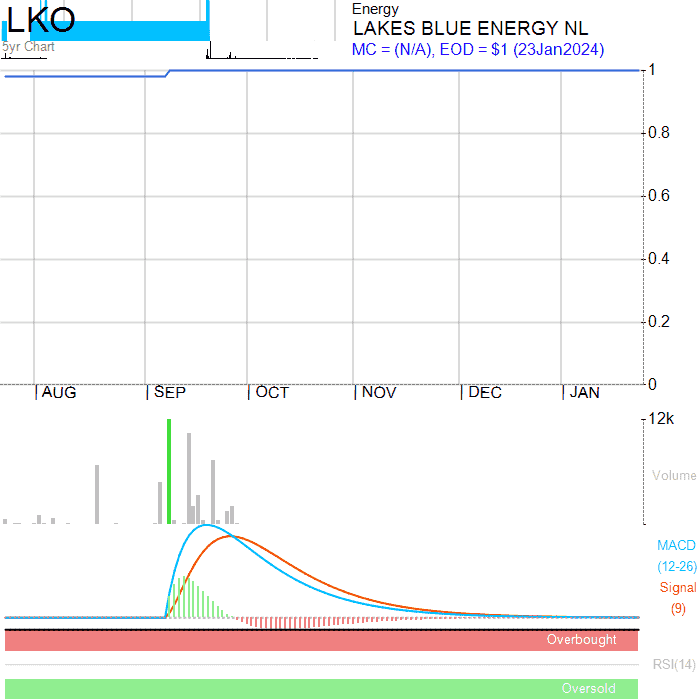 LKO
Energy
LAKES BLUE ENERGY NL
5yr Chart
MC = (N/A), EOD = $1 (23Jan2024)
1
0.8
0.6
0.4
0.2
0
AUG SEP OCT NOV DEC JAN
12k
Volume
MACD
(12-26)
Signal
(9)
Overbought
RSI(14)
Oversold